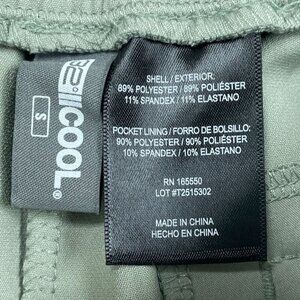 32°//COOL®
S
SHELL / EXTERIOR:
89% POLYESTER / 89% POLIÉSTER
11% SPANDEX / 11% ELASTANO
POCKET LINING / FORRO DE BOLSILLO:
90% POLYESTER / 90% POLIÉSTER
10% SPANDEX / 10% ELASTANO
RN 165550
LOT #T2515302
MADE IN CHINA
HECHO EN CHINA